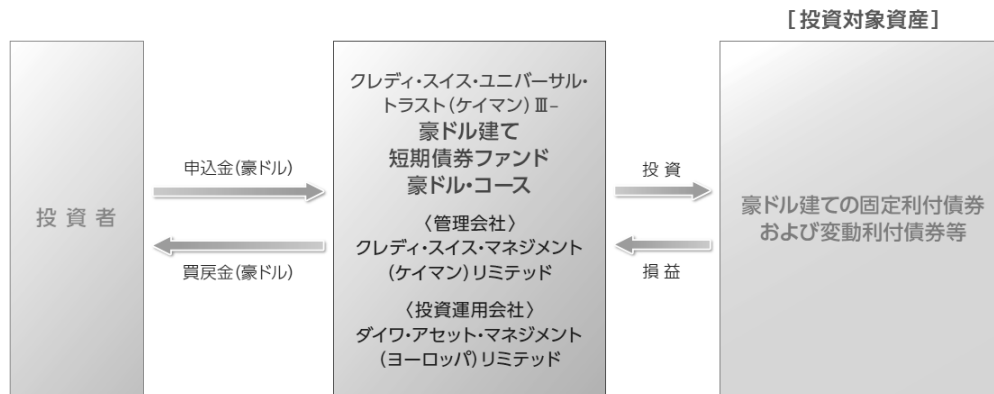 [投資対象資産]
投資者
申込金(豪ドル)
買戻金(豪ドル)
クレディ・スイス・ユニバーサル・
トラスト(ケイマン)Ⅲ−
豪ドル建て
短期債券ファンド
豪ドル・コース
〈管理会社〉
クレディ・スイス・マネジメント
(ケイマン)リミテッド
〈投資運用会社〉
ダイワ・アセット・マネジメント
(ヨーロッパ)リミテッド
投資
損益
豪ドル建ての固定利付債券
および変動利付債券等